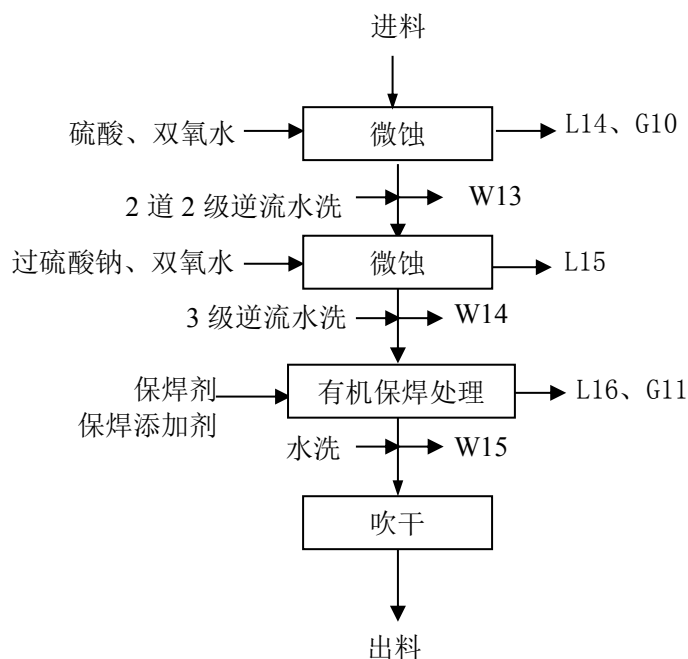 进料
硫酸、双氧水
微蚀
L14、G10
2 道 2 级逆流水洗
W13
过硫酸钠、双氧水
微蚀
L15
3 级逆流水洗
W14
保焊剂
保焊添加剂
有机保焊处理
L16、G11
水洗
W15
吹干
出料